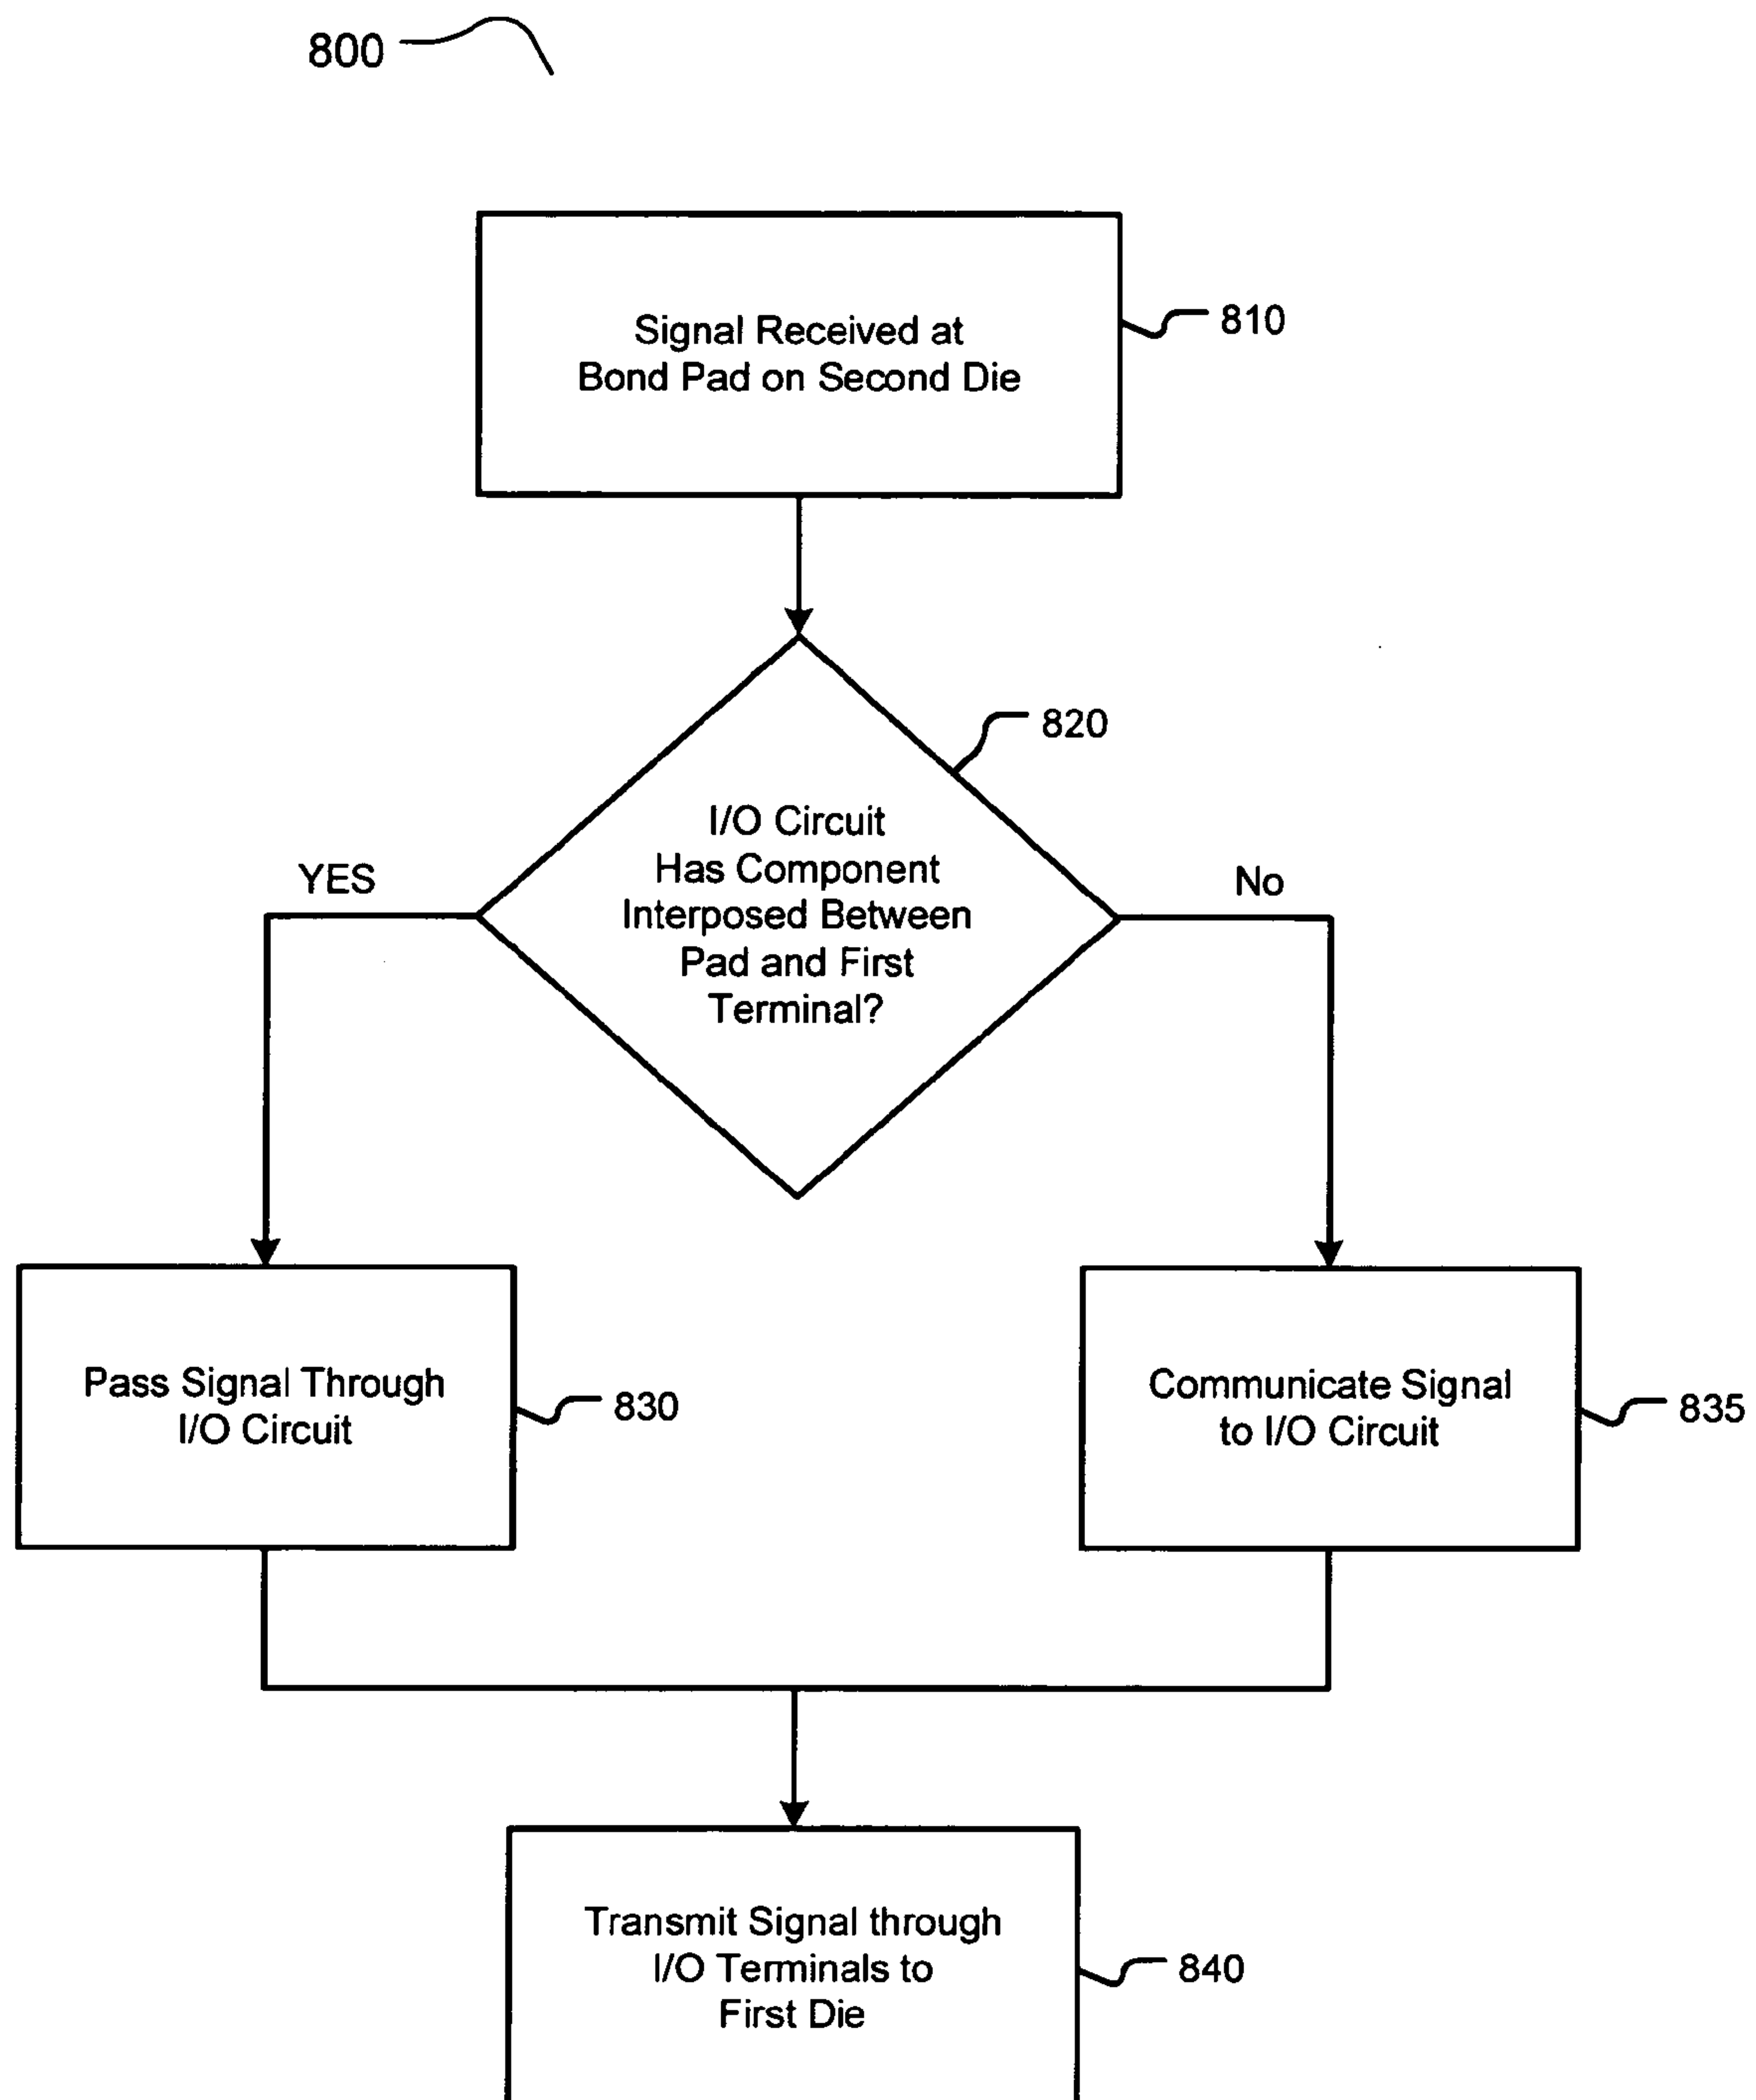 800
Signal Received at
Bond Pad on Second Die
810
820
I/O Circuit
Has Component
Interposed Between
Pad and First
Terminal?
YES
No
Pass Signal Through
I/O Circuit
830
Communicate Signal
to I/O Circuit
835
Transmit Signal through
I/O Terminals to
First Die
840